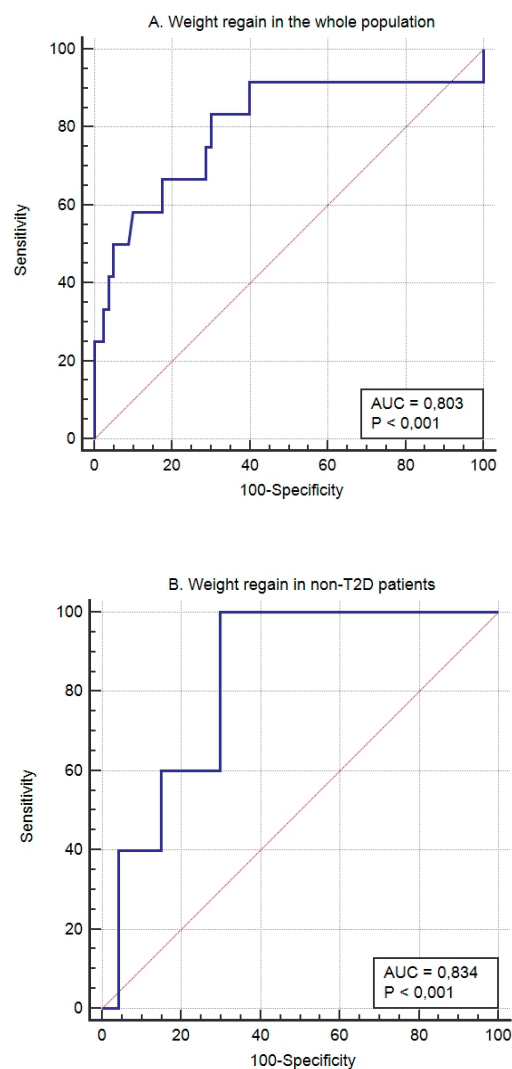 A. Weight regain in the whole population
100
80
60
40
20
0
Sensitivity
AUC = 0,803
P < 0,001
0 20 40 60 80 100
100-Specificity
B. Weight regain in non-T2D patients
100
80
60
40
20
0
Sensitivity
AUC = 0,834
P < 0,001
0 20 40 60 80 100
100-Specificity